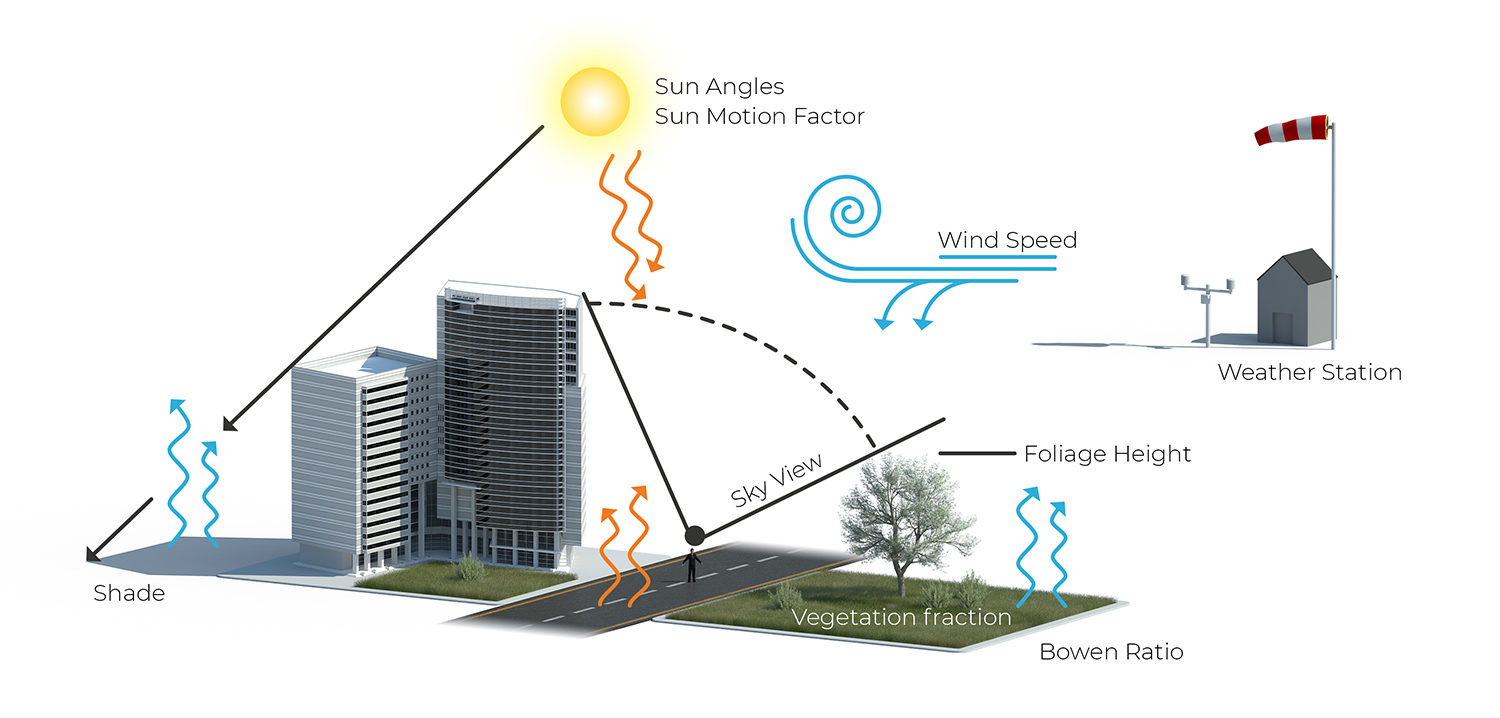 Sun Angles
Sun Motion Factor
Wind Speed
Weather Station
Foliage Height
Sky View
Shade
Vegetation fraction
Bowen Ratio